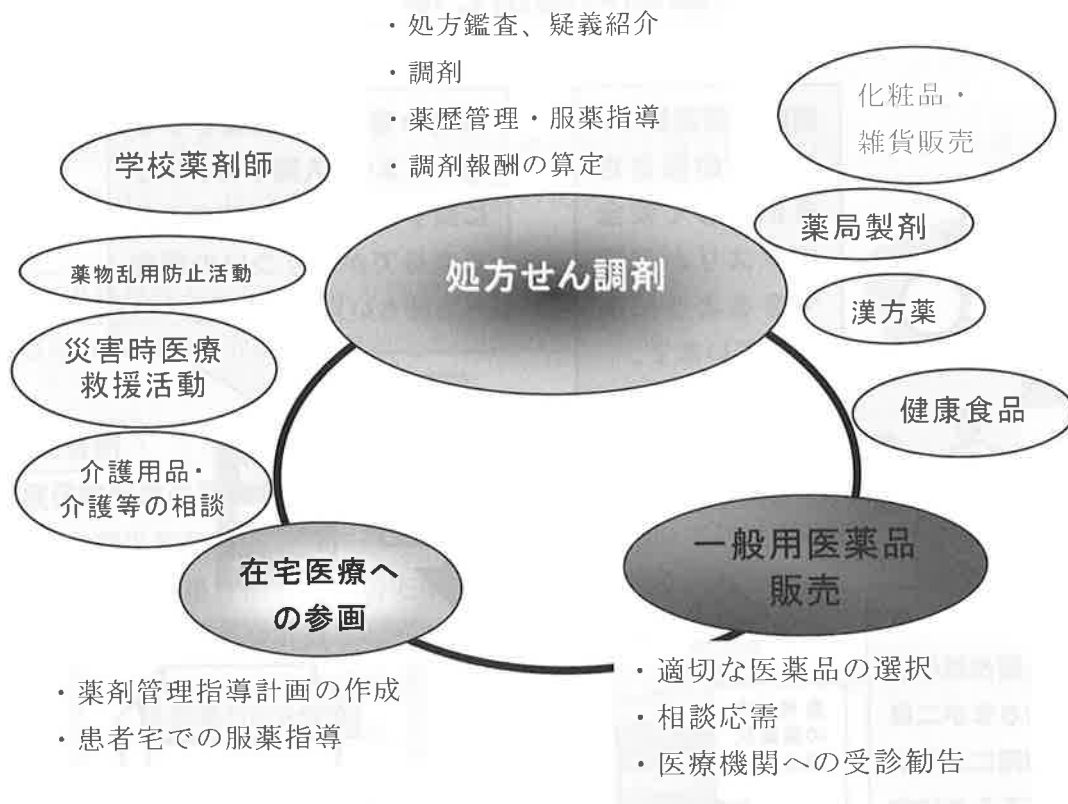 ・処方鑑査、疑義紹介
・調剤
・薬歴管理・服薬指導
・調剤報酬の算定
化粧品・
雑貨販売
学校薬剤師
薬局製剤
薬物乱用防止活動
処方せん調剤
漢方薬
災害時医療
救援活動
健康食品
介護用品・
介護等の相談
在宅医療へ
の参画
一般用医薬品
販売
・薬剤管理指導計画の作成
・患者宅での服薬指導
・適切な医薬品の選択
・相談応需
・医療機関への受診勧告